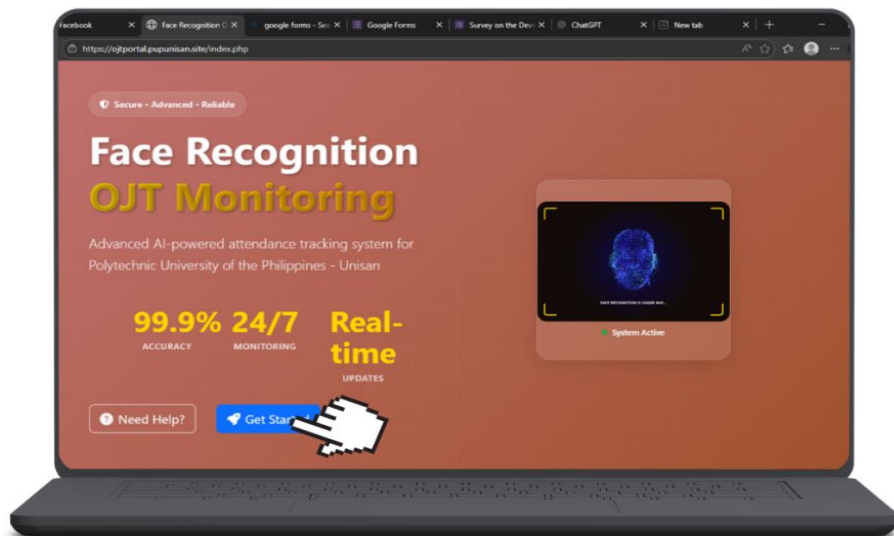 Facebook
Face Recognition O
google forms - Sea
Google Forms
Survey on the Dev
ChatGPT
New tab
https://ojtportal.pupunisan.site/index.php
Secure - Advanced - Reliable
Face Recognition
OJT Monitoring
Advanced AI-powered attendance tracking system for
Polytechnic University of the Philippines - Unisan
99.9% 24/7 Real-
time
ACCURACY MONITORING
UPDATES
System Active
Need Help? Get Started